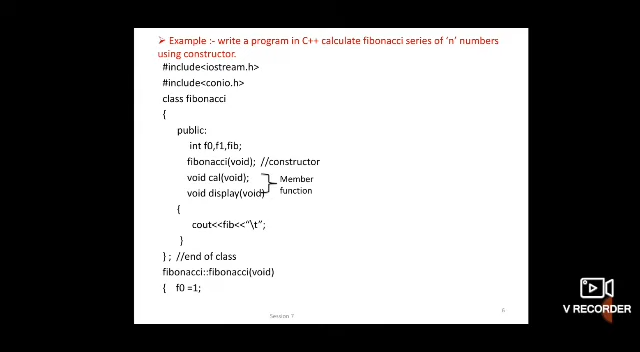 ➢ Example :- write a program in C++ calculate fibonacci series of ‘n’ numbers
using constructor.
#include<iostream.h>
#include<conio.h>
class fibonacci
{
public:
int f0,f1,fib;
fibonacci(void); //constructor
void cal(void);
void display(void)
Member
function
{
cout<<fib<<“\t”;
}
} ; //end of class
fibonacci::fibonacci(void)
{ f0 =1;
Session 7
6
V RECORDER